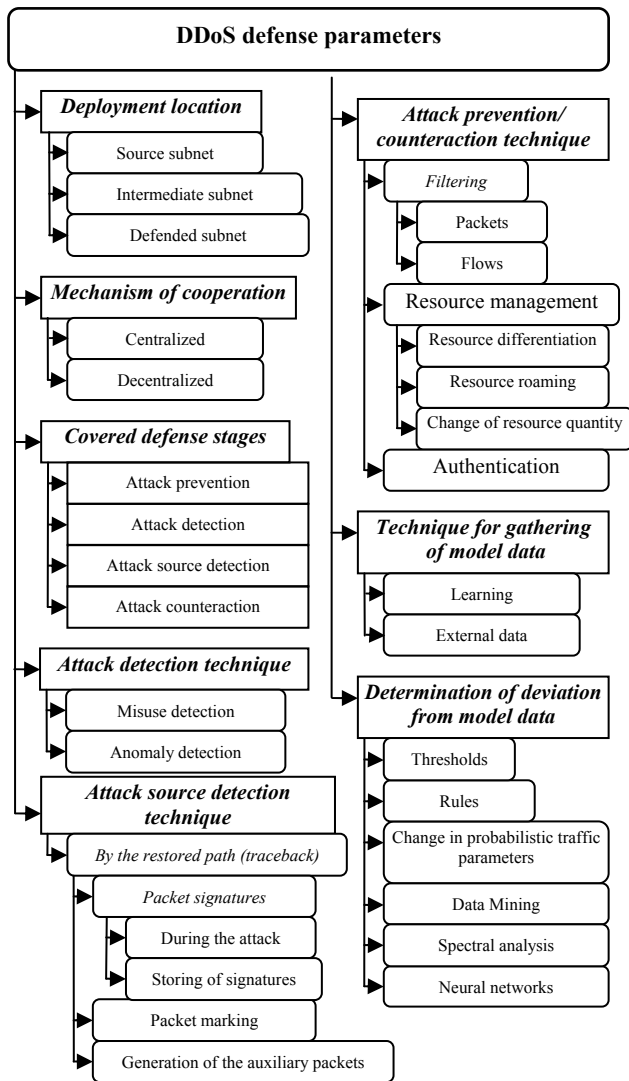 DDoS defense parameters
Deployment location
Source subnet
Intermediate subnet
Defended subnet
Mechanism of cooperation
Centralized
Decentralized
Covered defense stages
Attack prevention
Attack detection
Attack source detection
Attack counteraction
Attack detection technique
Misuse detection
Anomaly detection
Attack source detection
technique
By the restored path (traceback)
Packet signatures
During the attack
Storing of signatures
Packet marking
Generation of the auxiliary packets
Attack prevention/
counteraction technique
Filtering
Packets
Flows
Resource management
Resource differentiation
Resource roaming
Change of resource quantity
Authentication
Technique for gathering
of model data
Learning
External data
Determination of deviation
from model data
Thresholds
Rules
Change in probabilistic traffic
parameters
Data Mining
Spectral analysis
Neural networks